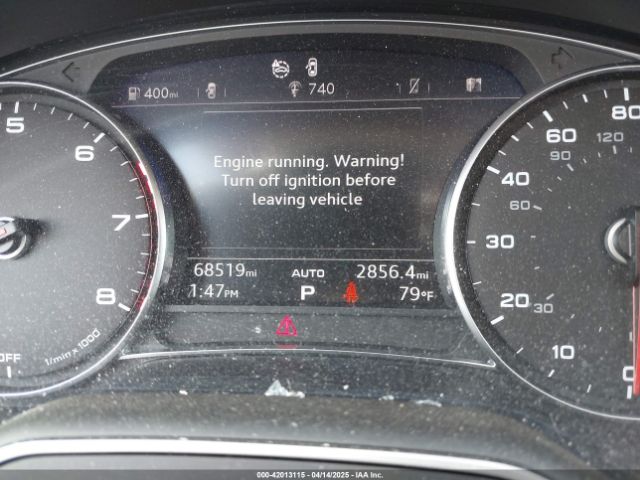 400mi 740
Engine running. Warning!
Turn off ignition before
leaving vehicle
68519mi AUTO 2856.4mi
1:47PM P 79°F
5
6
7
8
1/min x 1000
OFF
80
60
120
90
40
60
30
20
30
10
0
000-42013115 - 04/14/2025 - IAA Inc.